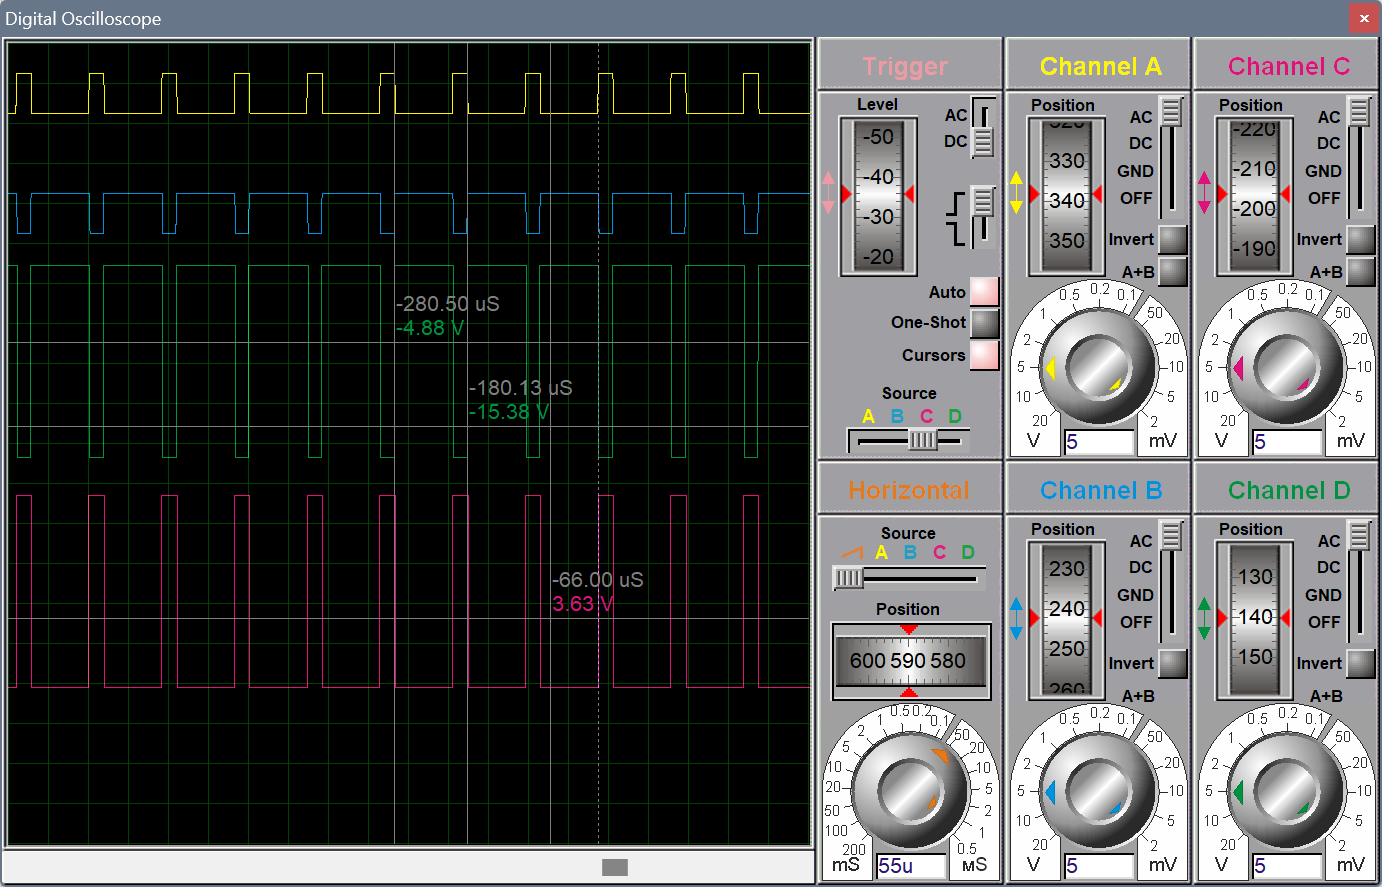 Digital Oscilloscope
-280.50 uS
-4.88 V
-180.13 uS
-15.38 V
-66.00 uS
3.63 V
Trigger
Level
-50
-40
-30
-20
AC
DC
Auto
One-Shot
Cursors
Source
A B C D
Channel A
Position
320
330
340
350
AC
DC
GND
OFF
Invert
A+B
20 10 5 2 1 0.5 0.2 0.1 50 20 10 5 2
V
5
mV
Channel C
Position
-220
-210
-200
-190
AC
DC
GND
OFF
Invert
A+B
20 10 5 2 1 0.5 0.2 0.1 50 20 10 5 2
V
5
mV
Horizontal
Source
A B C D
Position
600 590 580
200 100 50 20 10 5 2 1 0.5 0.2 0.1 50 20 10 5 2 1 0.5
mS
55u
мS
Channel B
Position
230
240
250
260
AC
DC
GND
OFF
Invert
A+B
20 10 5 2 1 0.5 0.2 0.1 50 20 10 5 2
V
5
mV
Channel D
Position
130
140
150
AC
DC
GND
OFF
Invert
A+B
20 10 5 2 1 0.5 0.2 0.1 50 20 10 5 2
V
5
mV